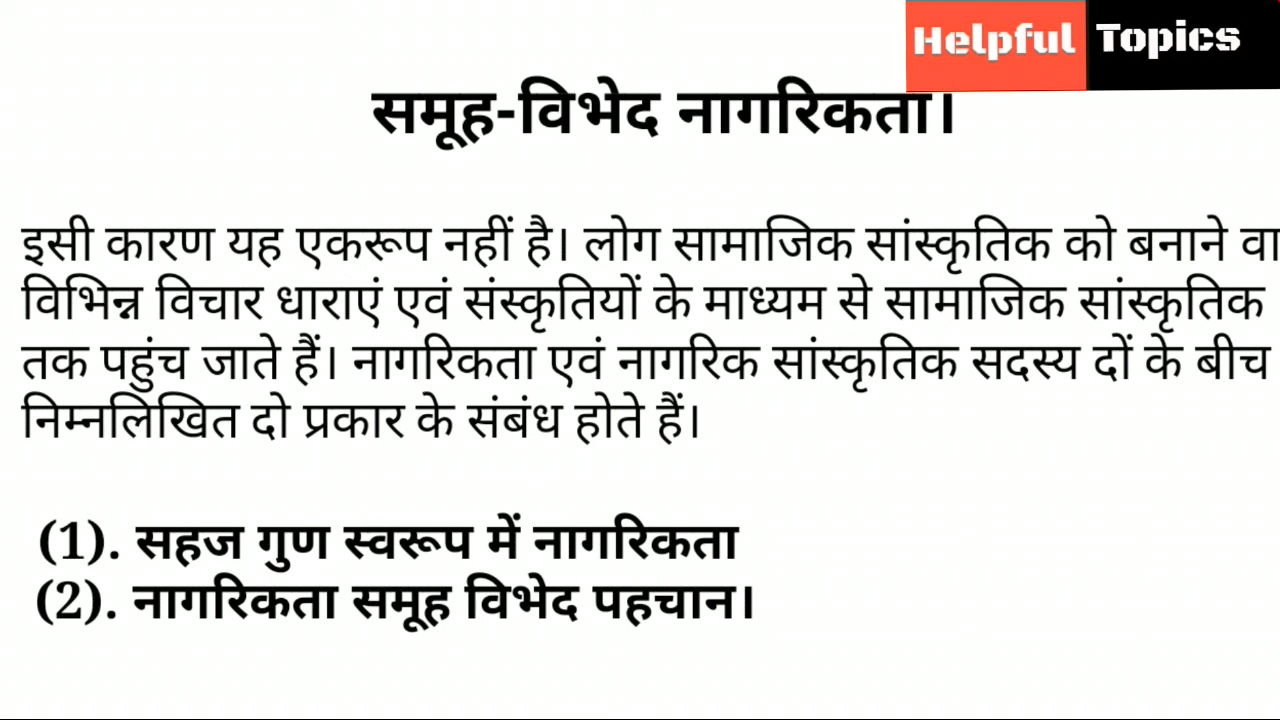 Helpful Topics
समूह-विभेद नागरिकता।
इसी कारण यह एकरूप नहीं है। लोग सामाजिक सांस्कृतिक को बनाने
विभिन्न विचार धाराएं एवं संस्कृतियों के माध्यम से सामाजिक सांस्कृतिक
तक पहुंच जाते हैं। नागरिकता एवं नागरिक सांस्कृतिक सदस्य दों के बीच
निम्नलिखित दो प्रकार के संबंध होते हैं।
(1). सहज गुण स्वरूप में नागरिकता
(2). नागरिकता समूह विभेद पहचान।